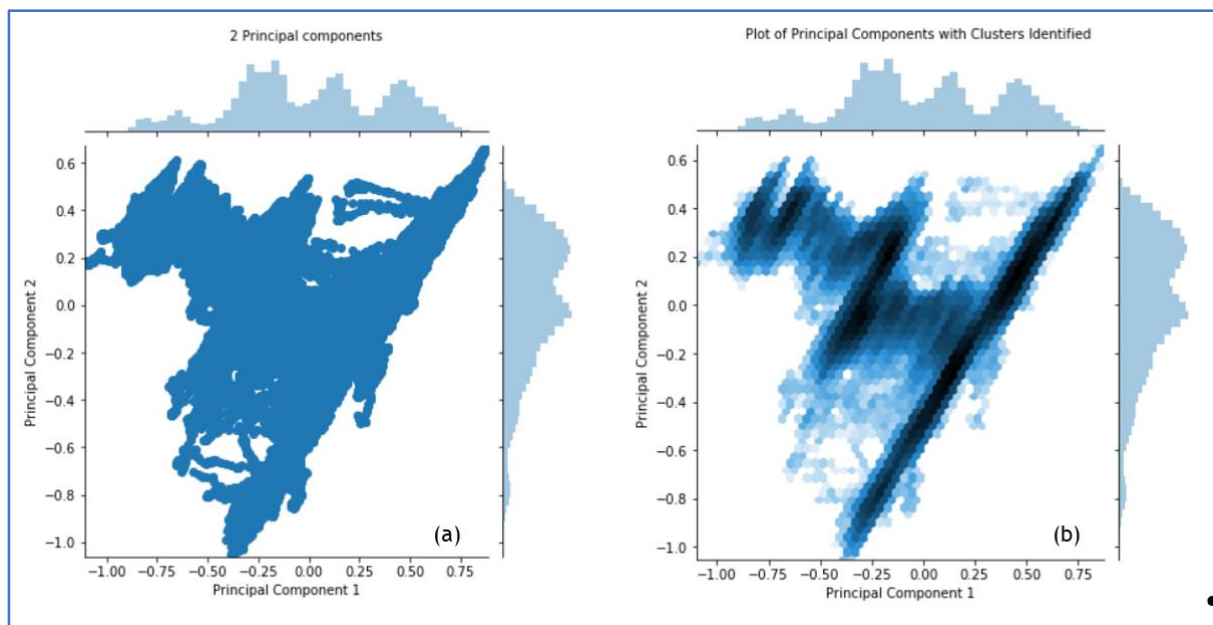 2 Principal components
0.6
0.4
0.2
0.0
−0.2
−0.4
−0.6
−0.8
−1.0
Principal Component 2
(a)
−1.00 −0.75 −0.50 −0.25 0.00 0.25 0.50 0.75
Principal Component 1
Plot of Principal Components with Clusters Identified
0.6
0.4
0.2
0.0
−0.2
−0.4
−0.6
−0.8
−1.0
Principal Component 2
(b)
−1.00 −0.75 −0.50 −0.25 0.00 0.25 0.50 0.75
Principal Component 1